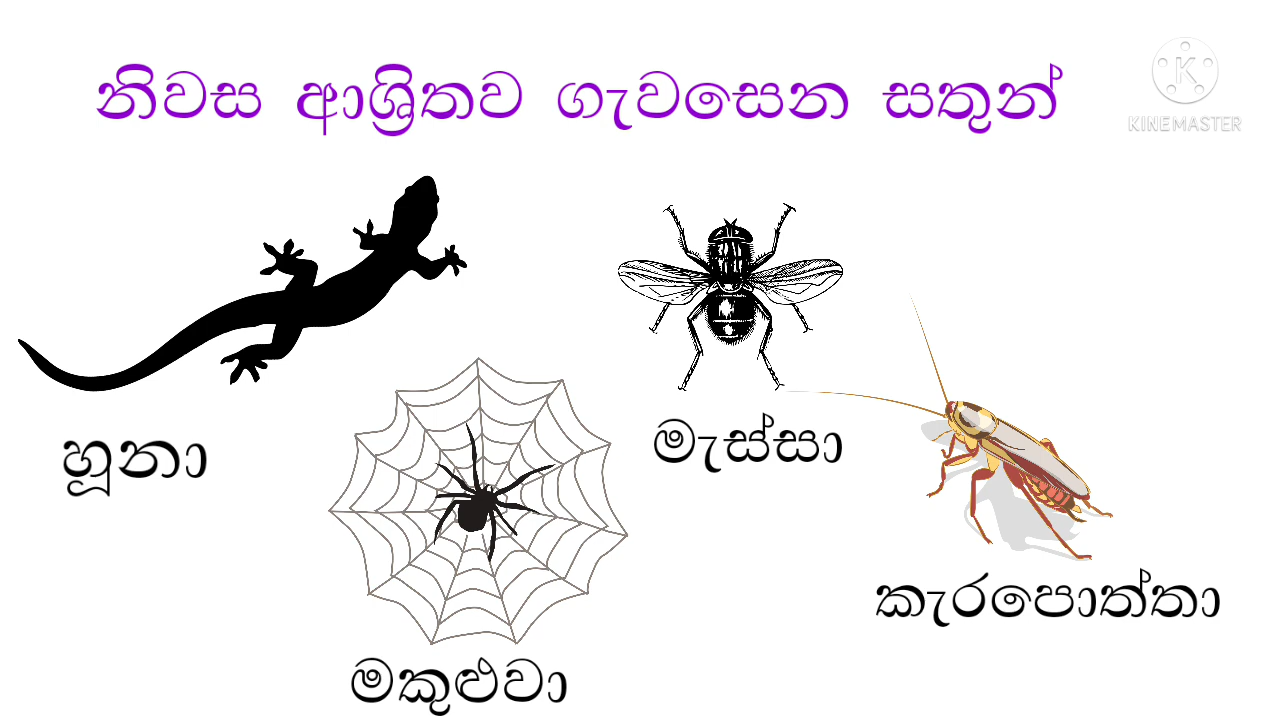 නිවස ආශ්‍රිතව ගැවසෙන සතුන්
KINEMASTER
හූනා
මැස්සා
කැරපොත්තා
මකුළුවා